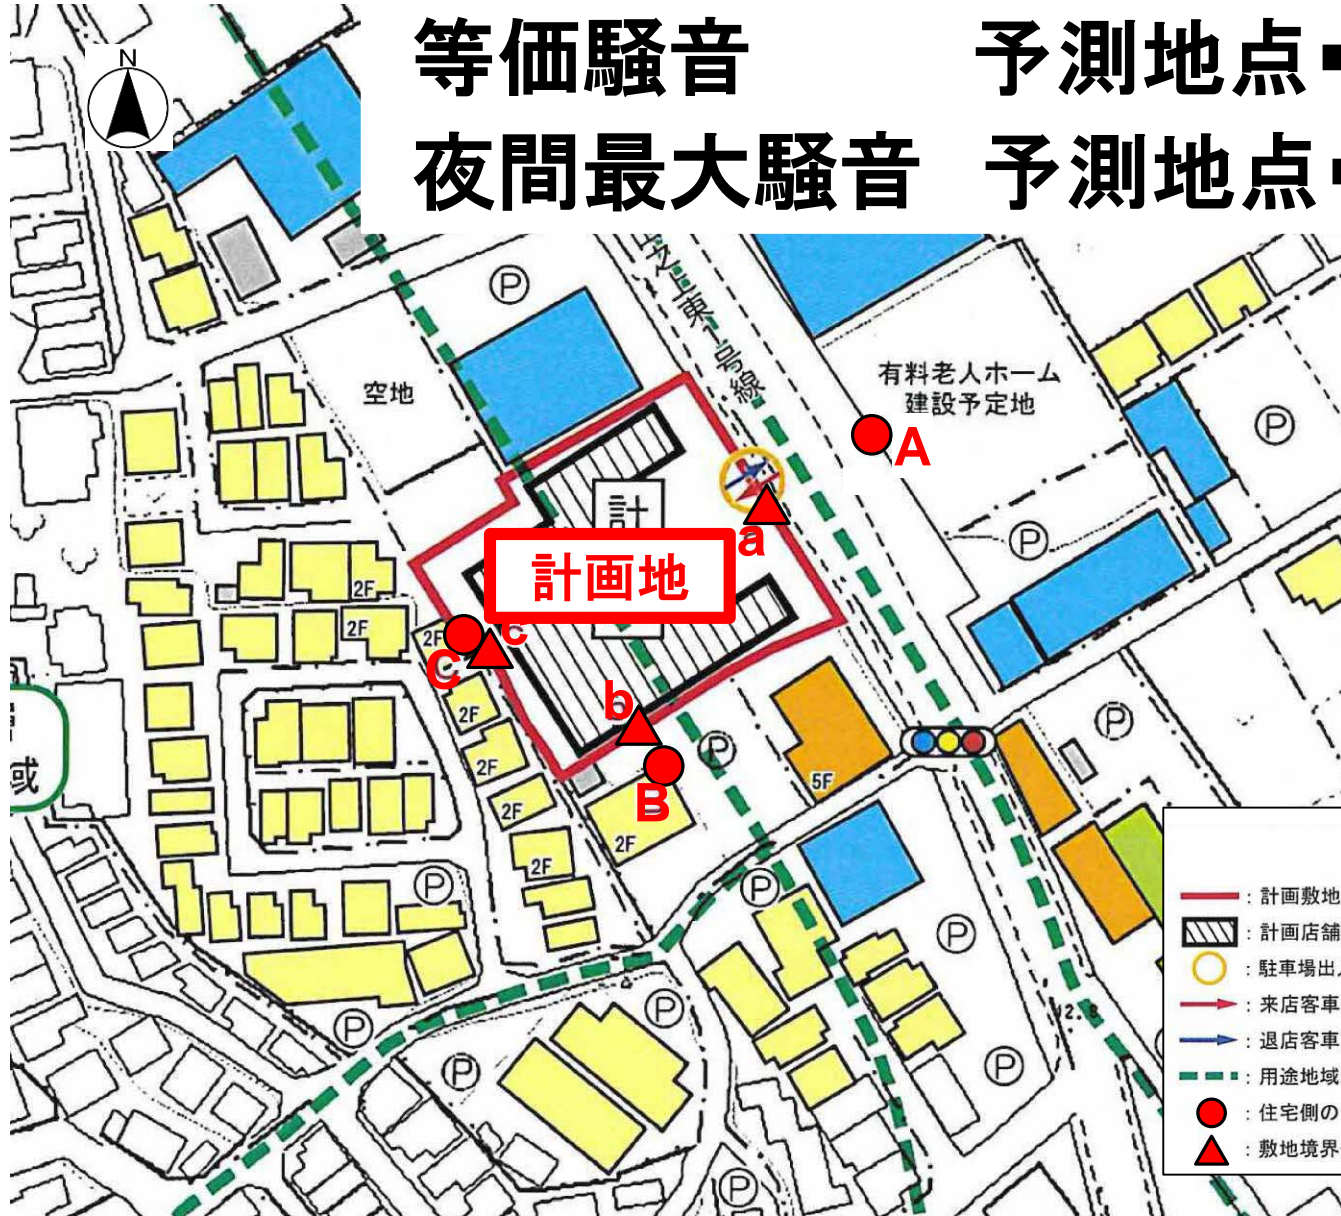 等価騒音 予測地点・
夜間最大騒音 予測地点・
N
P
東1号線
有料老人ホーム
建設予定地
空地
A
P
計
a
P
計画地
2F
2F
2F
c
C
2F
b
P
P
2F
B
5F
2F
2F
2F
域
P
P
P
P
P
P
P
P
12.8
：計画敷地
：計画店舗
：駐車場出
：来店客車
：退店客車
：用途地域
：住宅側の
：敷地境界